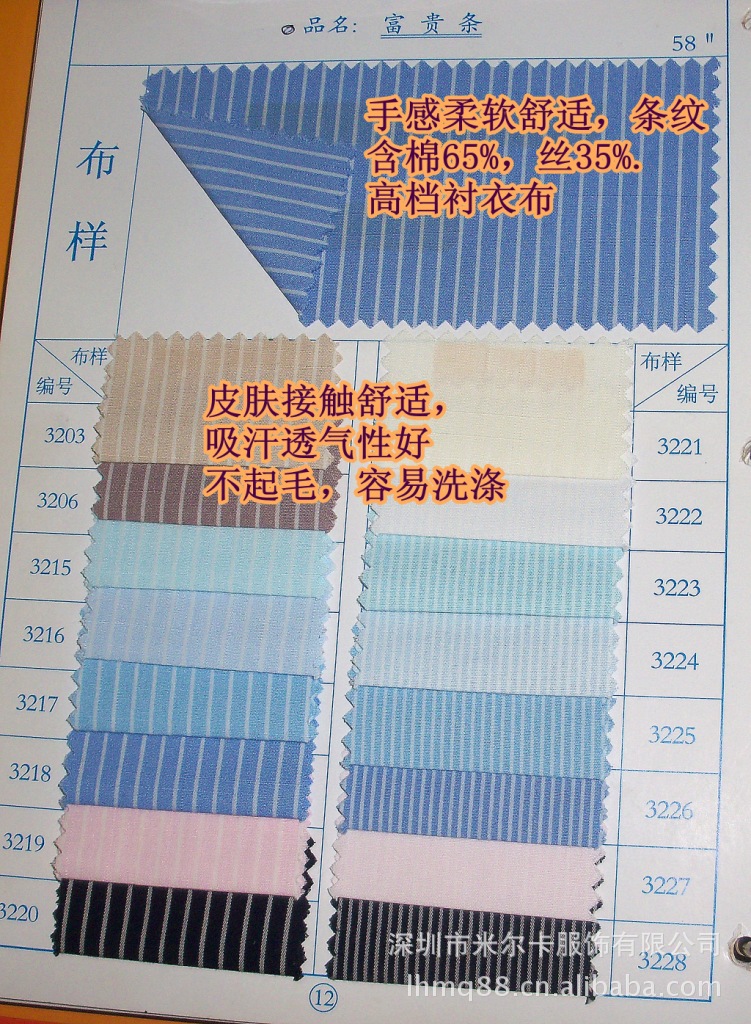 品名: 富贵条
58"
布样
手感柔软舒适，条纹
含棉65%，丝35%.
高档衬衣布
布样
编号
3203
3206
3215
3216
3217
3218
3219
3220
皮肤接触舒适，
吸汗透气性好
不起毛，容易洗涤
布样
编号
3221
3222
3223
3224
3225
3226
3227
3228
深圳市米尔卡服饰有限公司
lhmq88.cn.alibaba.com
12